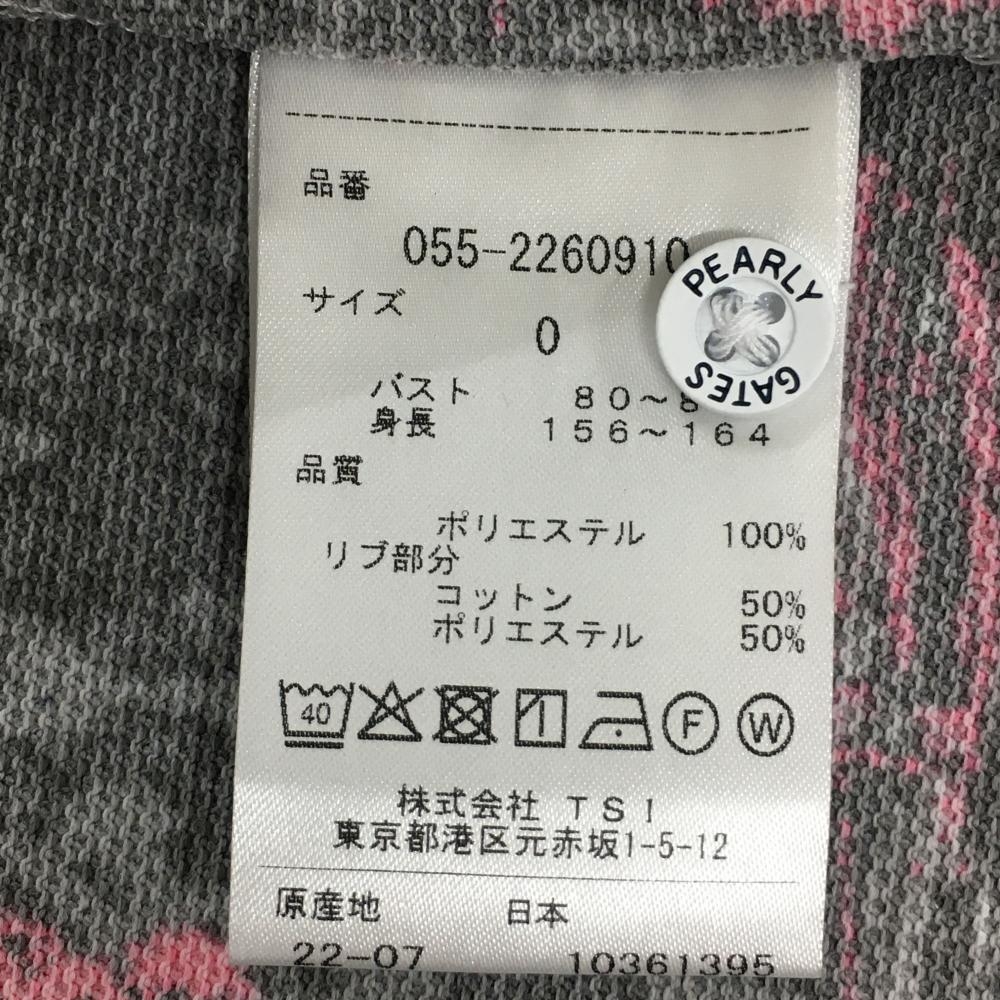 品番
055-2260910
PEARLY GATES
サイズ
0
バスト 80～8
身長 156～164
品質
ポリエステル 100%
リブ部分
コットン 50%
ポリエステル 50%
40
F W
株式会社 TSI
東京都港区元赤坂1-5-12
原産地 日本
22-07 10361395